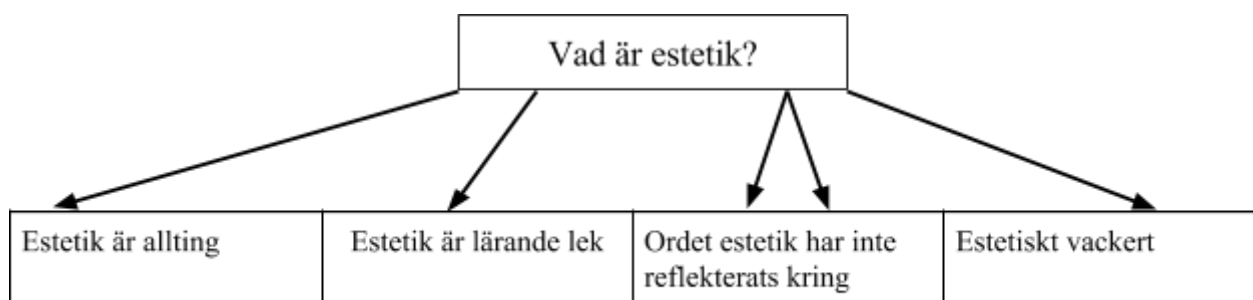 Vad är estetik?
Estetik är allting
Estetik är lärande lek
Ordet estetik har inte
reflekterats kring
Estetiskt vackert